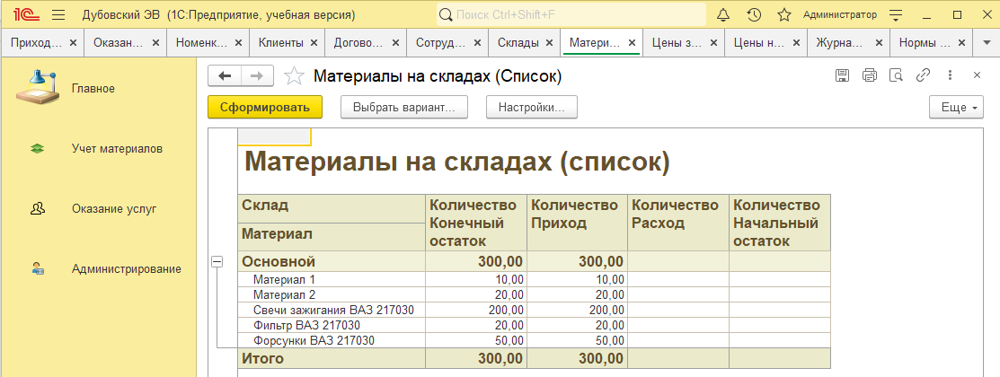 1С Дубовский ЭВ (1С:Предприятие, учебная версия) Поиск Ctrl+Shift+F Администратор
Приход... Оказан... Номенк... Клиенты Догово... Сотруд... Склады Матери... Цены з... Цены н... Журна... Нормы ...
Главное
Учет материалов
Оказание услуг
Администрирование
Материалы на складах (Список)
Сформировать Выбрать вариант... Настройки... Еще
Материалы на складах (список)
Склад Количество Количество Количество Количество
Конечный Приход Расход Начальный
Материал остаток остаток
Основной 300,00 300,00
Материал 1 10,00 10,00
Материал 2 20,00 20,00
Свечи зажигания ВАЗ 217030 200,00 200,00
Фильтр ВАЗ 217030 20,00 20,00
Форсунки ВАЗ 217030 50,00 50,00
Итого 300,00 300,00